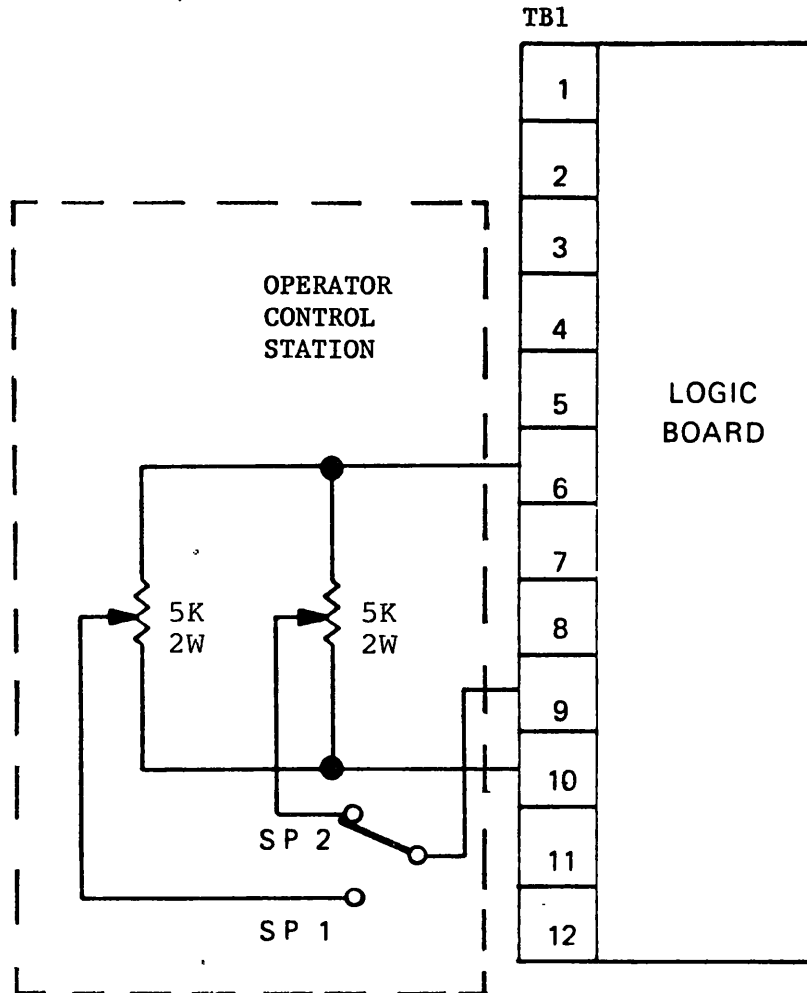 TB1
1
2
3
4
5
6
7
8
9
10
11
12
OPERATOR
CONTROL
STATION
LOGIC
BOARD
5K
2W
5K
2W
SP 2
SP 1